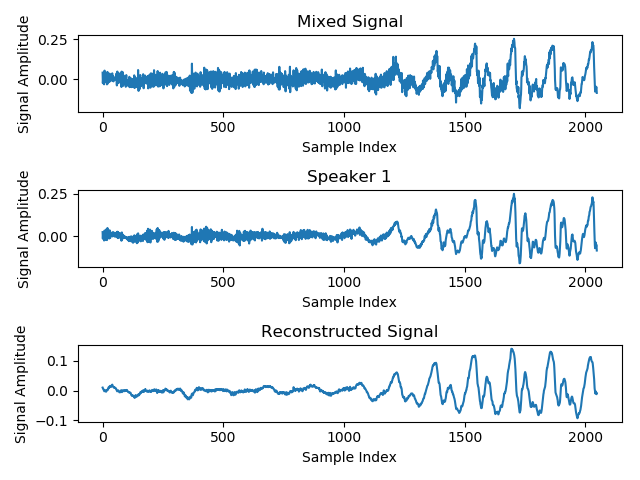 Mixed Signal
Signal Amplitude
0.25
0.00
0 500 1000 1500 2000
Sample Index
Speaker 1
Signal Amplitude
0.25
0.00
0 500 1000 1500 2000
Sample Index
Reconstructed Signal
Signal Amplitude
0.1
0.0
−0.1
0 500 1000 1500 2000
Sample Index